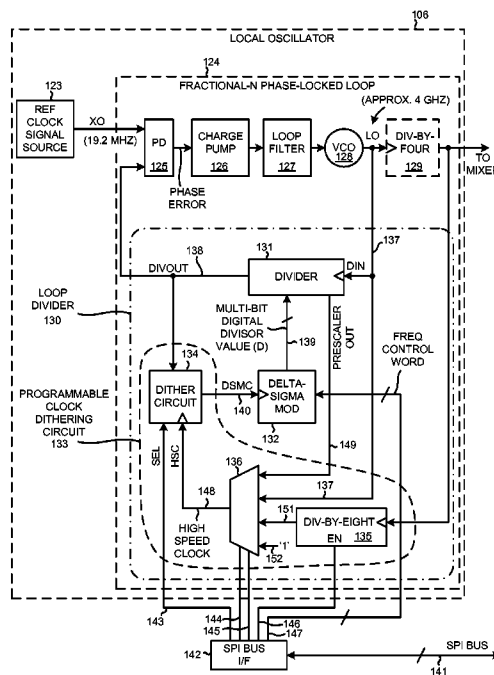 106
LOCAL OSCILLATOR
123
124
REF
CLOCK
SIGNAL
SOURCE
XO
(19.2 MHZ)
FRACTIONAL-N PHASE-LOCKED LOOP
(APPROX. 4 GHZ)
PD
125
CHARGE
PUMP
126
LOOP
FILTER
127
VCO
128
LO
DIV-BY-
FOUR
129
TO
MIXER
PHASE
ERROR
137
138
131
DIVOUT
DIVIDER
DIN
LOOP
DIVIDER
130
MULTI-BIT
DIGITAL
DIVISOR
VALUE (D)
139
PRESCALER
OUT
FREQ
CONTROL
WORD
134
DITHER
CIRCUIT
DSMC
140
DELTA-
SIGMA
MOD
132
PROGRAMMABLE
CLOCK
DITHERING
CIRCUIT
133
SEL
HSC
136
149
148
137
HIGH
SPEED
CLOCK
151
DIV-BY-EIGHT
EN
135
'1'
152
143
144
145
146
147
142
SPI BUS
I/F
SPI BUS
141